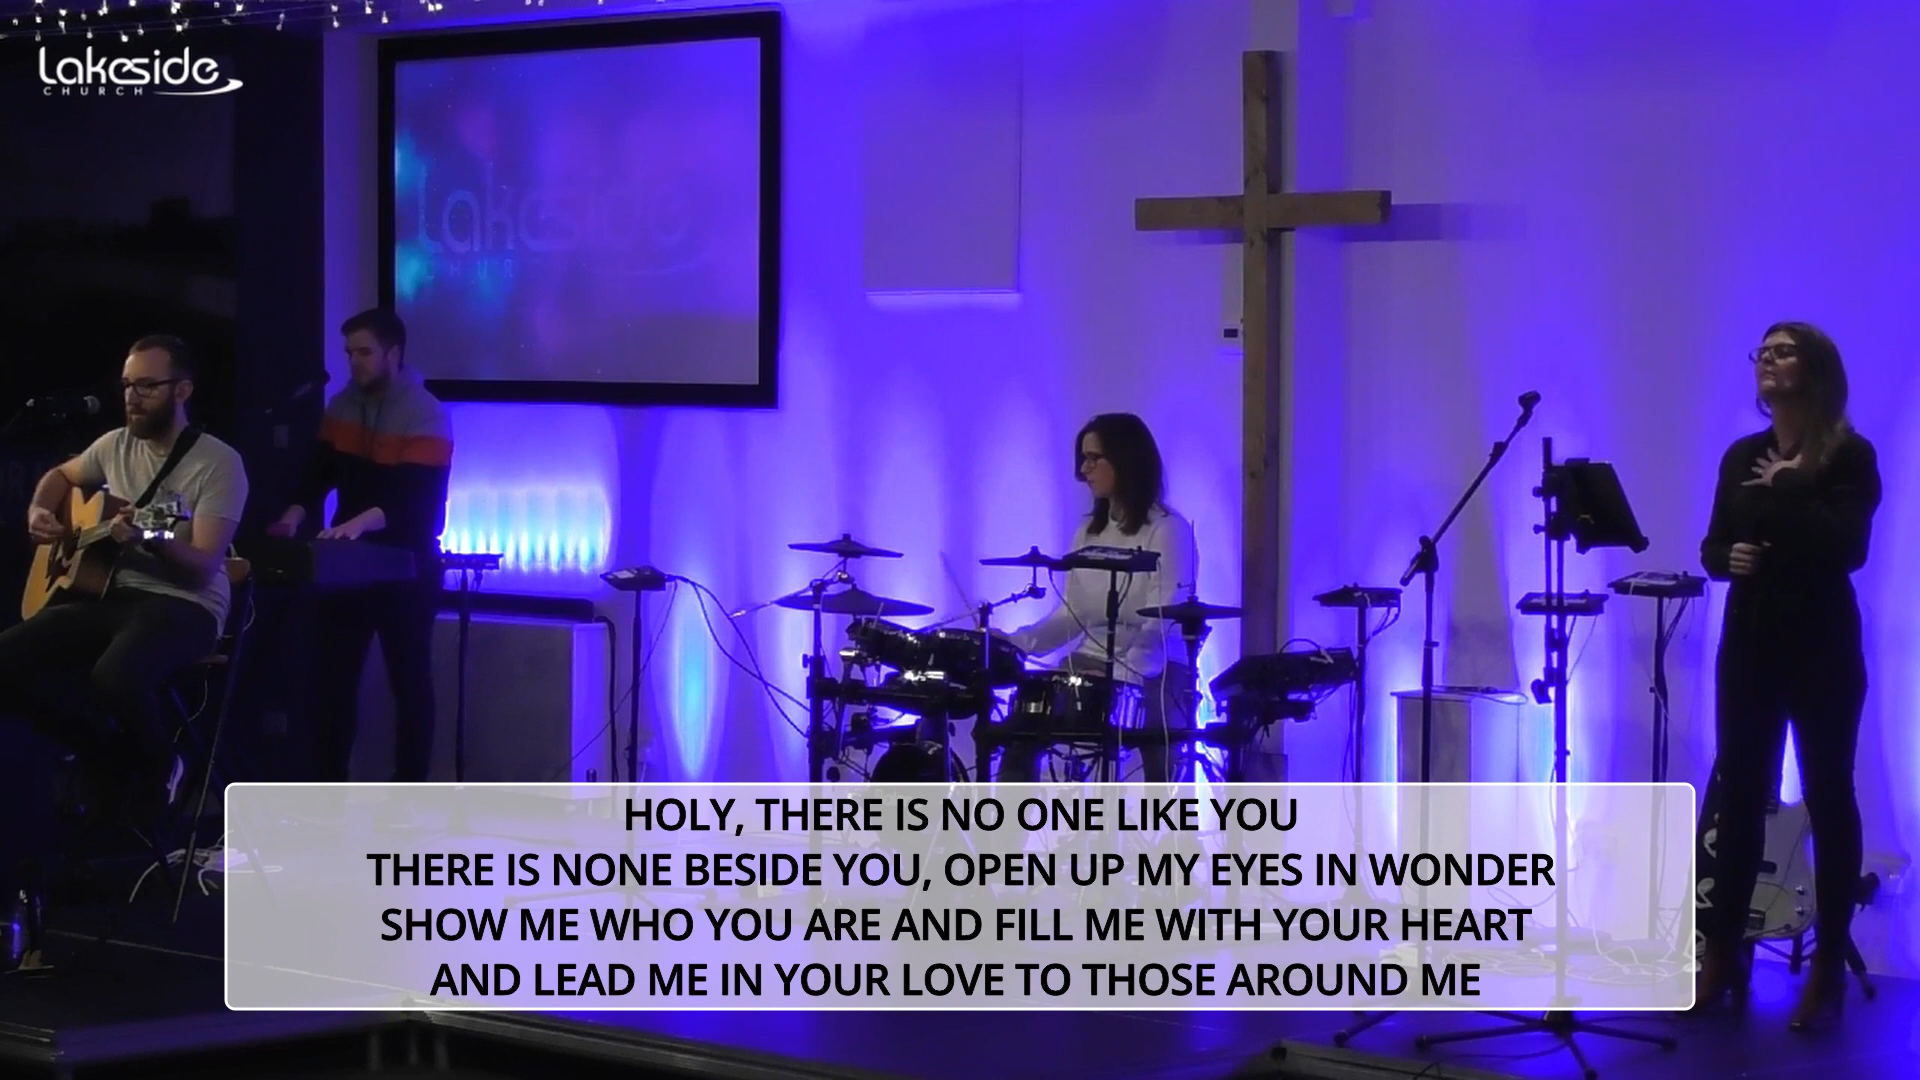 Lakeside
CHURCH
Lakeside
CHUR
HOLY, THERE IS NO ONE LIKE YOU
THERE IS NONE BESIDE YOU, OPEN UP MY EYES IN WONDER
SHOW ME WHO YOU ARE AND FILL ME WITH YOUR HEART
AND LEAD ME IN YOUR LOVE TO THOSE AROUND ME